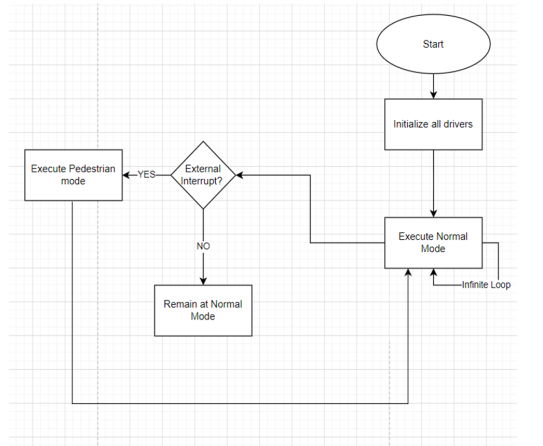 Start
Initialize all drivers
Execute Pedestrian
mode
YES
External
Interrupt?
Execute Normal
Mode
NO
Infinite Loop
Remain at Normal
Mode